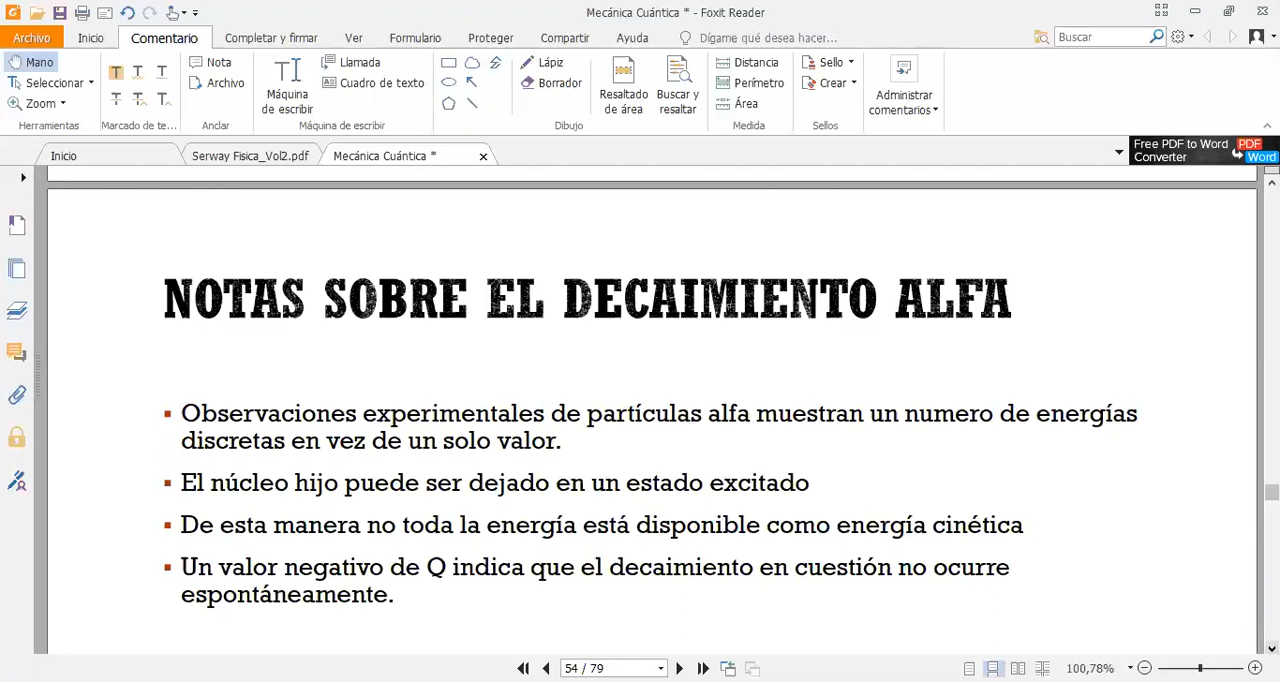 Mecánica Cuántica * - Foxit Reader
Archivo Inicio Comentario Completar y firmar Ver Formulario Proteger Compartir Ayuda Dígame qué desea hacer... Buscar
Mano
Seleccionar
Zoom
Herramientas
Marcado de te...
Nota
Archivo
Anclar
Máquina de escribir
Llamada
Cuadro de texto
Máquina de escribir
Lápiz
Borrador
Dibujo
Resaltado de área
Buscar y resaltar
Distancia
Perímetro
Área
Medida
Sello
Crear
Sellos
Administrar comentarios
Inicio Serway Fisica_Vol2.pdf Mecánica Cuántica *
Free PDF to Word PDF
Converter Word
NOTAS SOBRE EL DECAIMIENTO ALFA
▪ Observaciones experimentales de partículas alfa muestran un numero de energías
discretas en vez de un solo valor.
▪ El núcleo hijo puede ser dejado en un estado excitado
▪ De esta manera no toda la energía está disponible como energía cinética
▪ Un valor negativo de Q indica que el decaimiento en cuestión no ocurre
espontáneamente.
54 / 79 100,78%